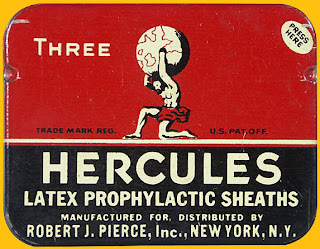 THREE
PRESS
HERE
TRADE MARK REG. U.S. PAT. OFF.
HERCULES
LATEX PROPHYLACTIC SHEATHS
MANUFACTURED FOR, DISTRIBUTED BY
ROBERT J. PIERCE, Inc., NEW YORK, N.Y.